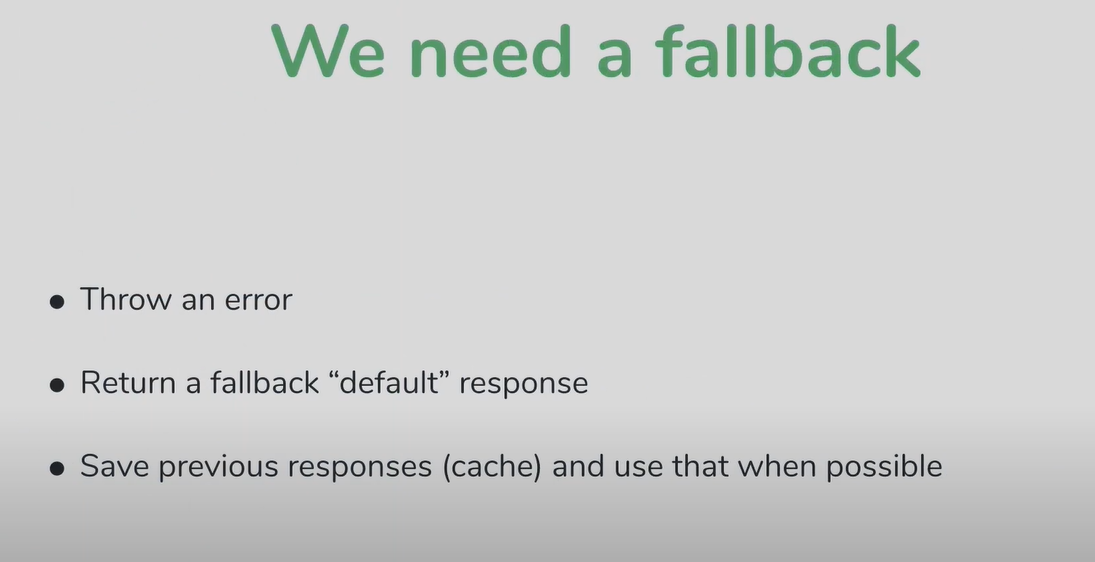 We need a fallback
● Throw an error
● Return a fallback “default” response
● Save previous responses (cache) and use that when possible